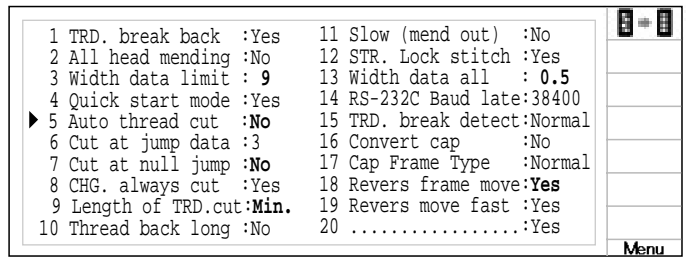 1 TRD. break back :Yes
2 All head mending :No
3 Width data limit : 9
4 Quick start mode :Yes
5 Auto thread cut :No
6 Cut at jump data :3
7 Cut at null jump :No
8 CHG. always cut :Yes
9 Length of TRD.cut:Min.
10 Thread back long :No
11 Slow (mend out) :No
12 STR. Lock stitch :Yes
13 Width data all : 0.5
14 RS-232C Baud late:38400
15 TRD. break detect:Normal
16 Convert cap :No
17 Cap Frame Type :Normal
18 Revers frame move:Yes
19 Revers move fast :Yes
20 .................:Yes
Menu